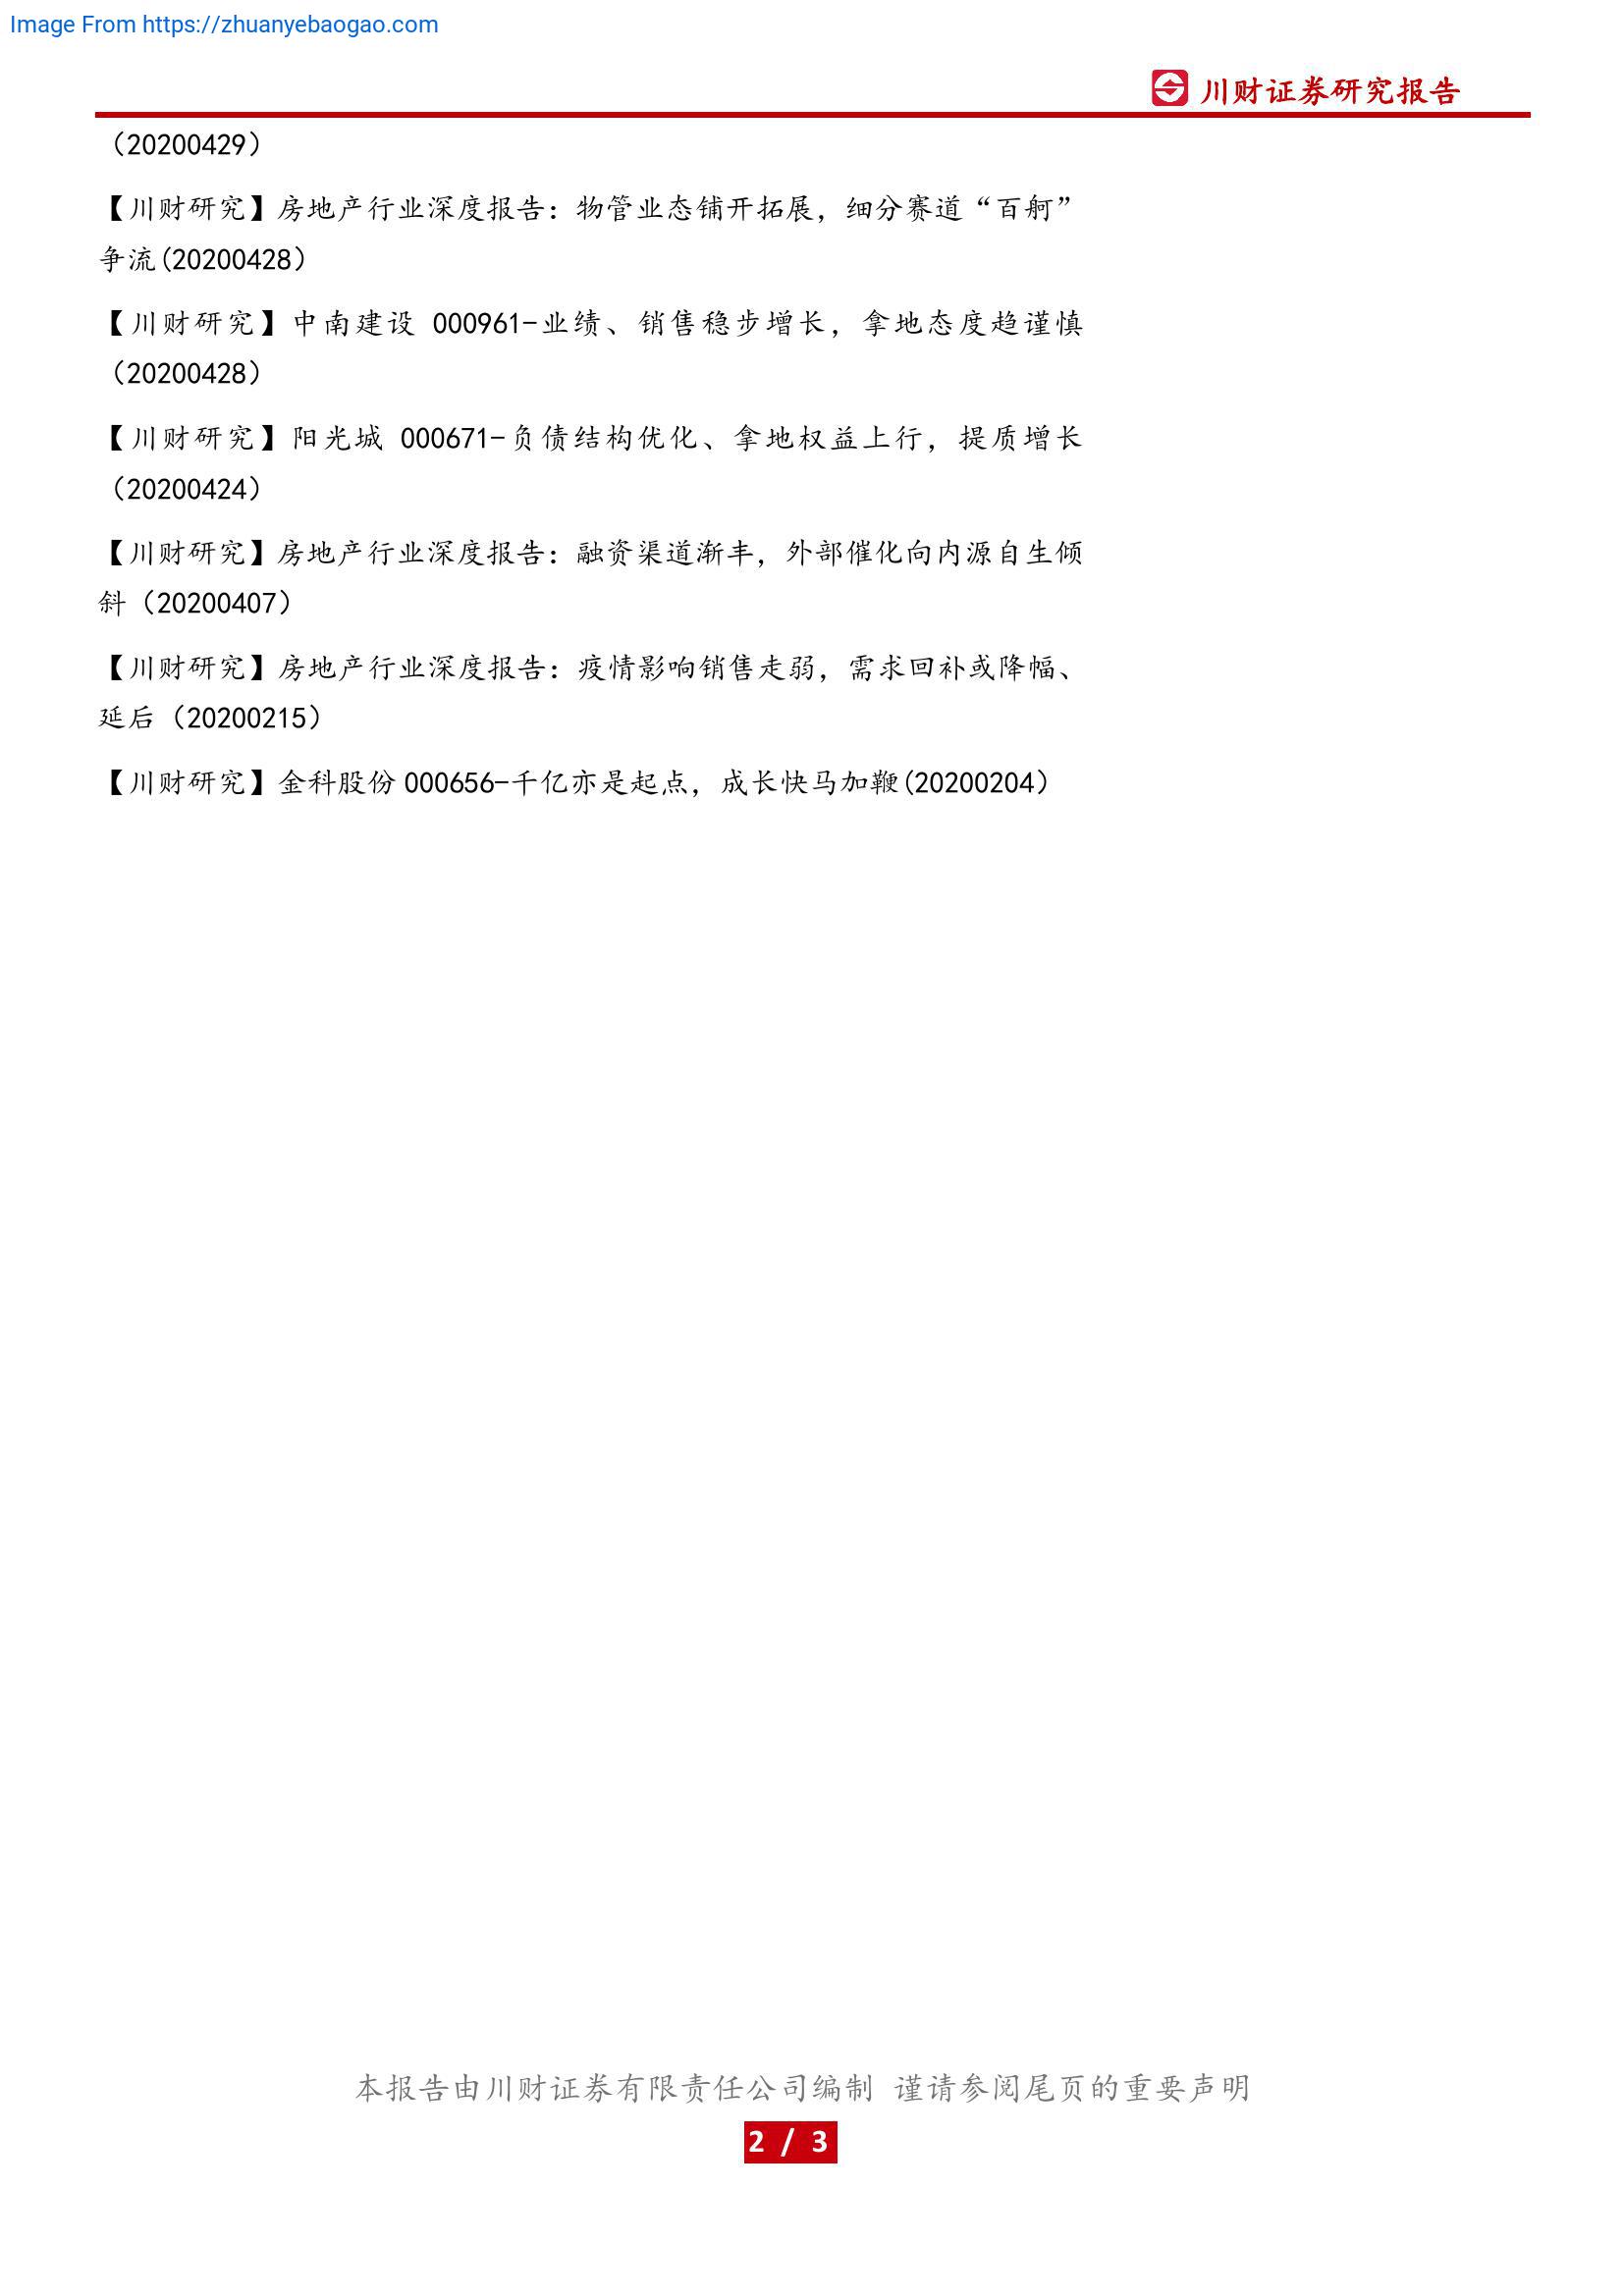 Image From https://zhuanyebaogao.com
川财证券研究报告
（20200429）
【川财研究】房地产行业深度报告：物管业态铺开拓展，细分赛道“百舸”
争流(20200428）
【川财研究】中南建设 000961-业绩、销售稳步增长，拿地态度趋谨慎
（20200428）
【川财研究】阳光城 000671-负债结构优化、拿地权益上行，提质增长
（20200424）
【川财研究】房地产行业深度报告：融资渠道渐丰，外部催化向内源自生倾
斜（20200407）
【川财研究】房地产行业深度报告：疫情影响销售走弱，需求回补或降幅、
延后（20200215）
【川财研究】金科股份 000656-千亿亦是起点，成长快马加鞭(20200204）
本报告由川财证券有限责任公司编制 谨请参阅尾页的重要声明
2 / 3